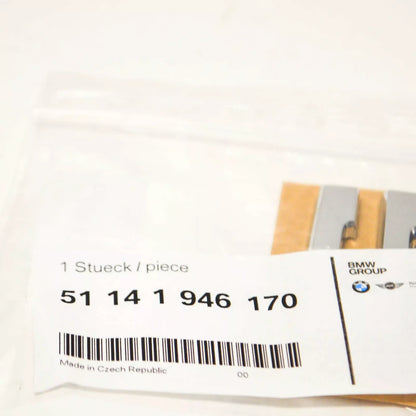 1 Stueck / piece
51 14 1 946 170
Made in Czech Republic 00
BMW
GROUP